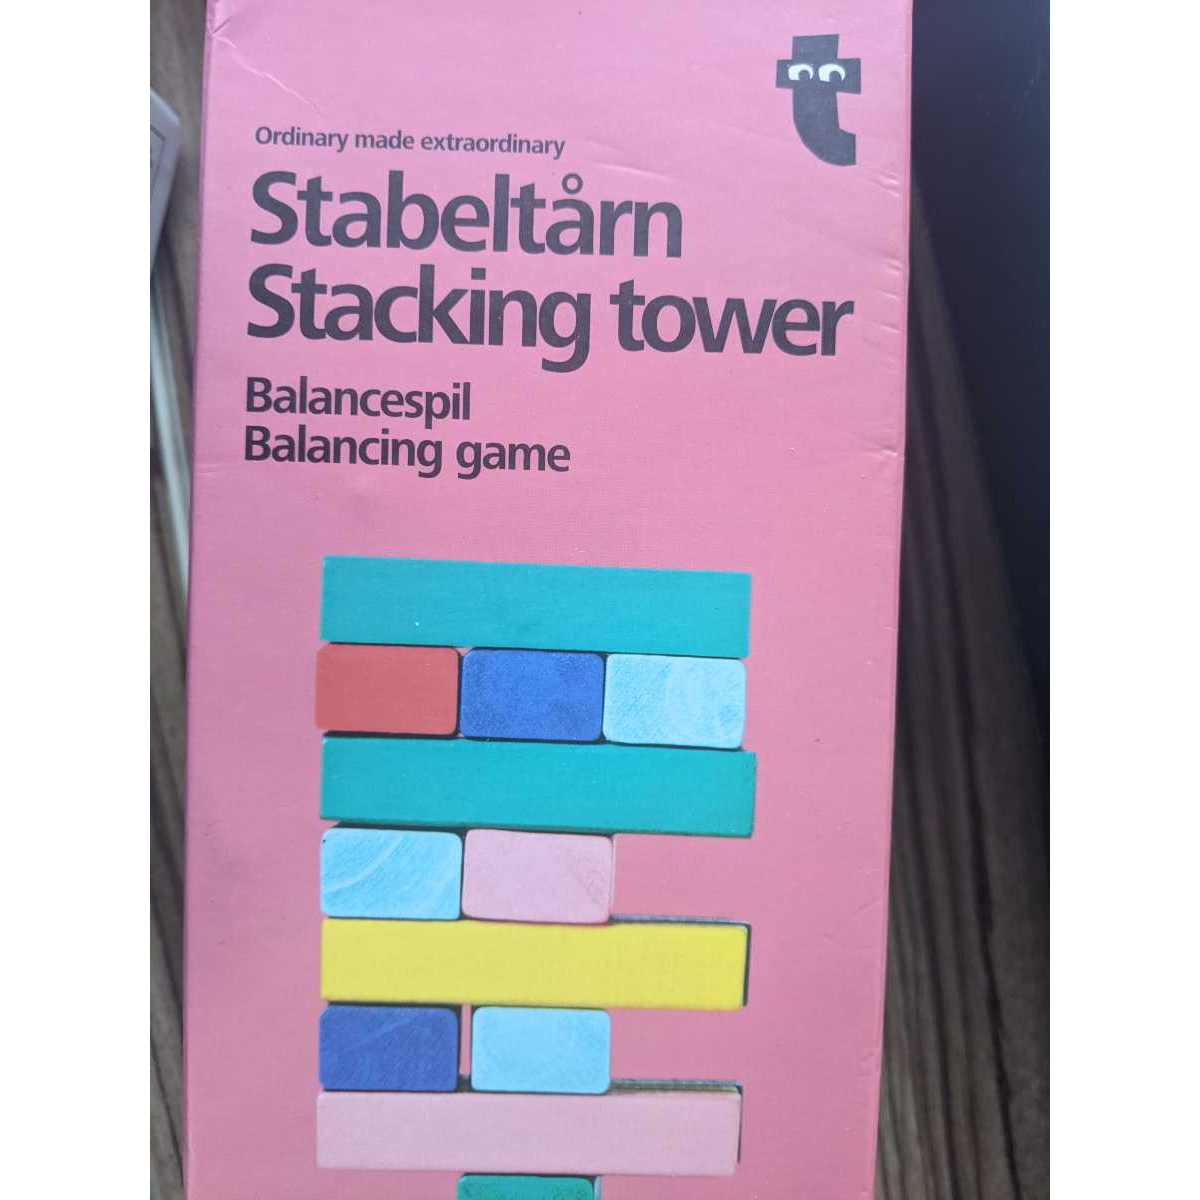 t
Ordinary made extraordinary
Stabeltårn
Stacking tower
Balancespil
Balancing game